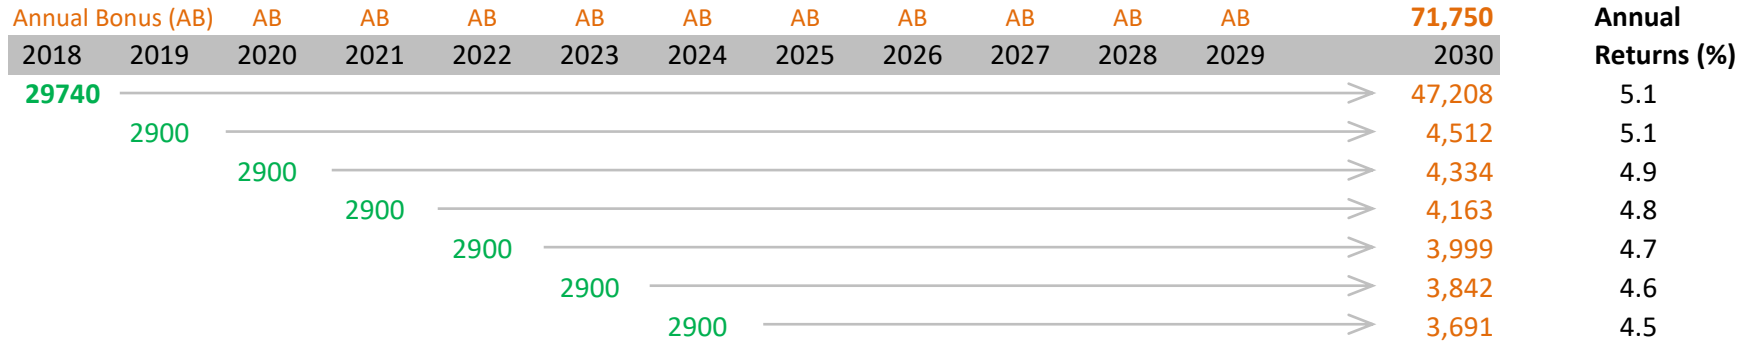 Annual Bonus (AB) AB AB AB AB AB AB AB AB AB AB 71,750 Annual
2018 2019 2020 2021 2022 2023 2024 2025 2026 2027 2028 2029 2030 Returns (%)
29740 47,208 5.1
2900 4,512 5.1
2900 4,334 4.9
2900 4,163 4.8
2900 3,999 4.7
2900 3,842 4.6
2900 3,691 4.5